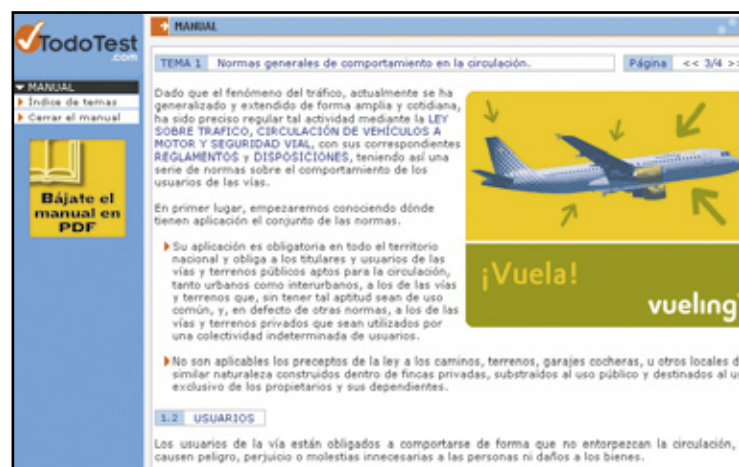 TodoTest
.com
MANUAL
Índice de temas
Cerrar el manual
Bájate el
manual en
PDF
MANUAL
TEMA 1 Normas generales de comportamiento en la circulación. Página << 3/4 >>
Dado que el fenómeno del tráfico, actualmente se ha
generalizado y extendido de forma amplia y cotidiana,
ha sido preciso regular tal actividad mediante la LEY
SOBRE TRAFICO, CIRCULACIÓN DE VEHÍCULOS A
MOTOR Y SEGURIDAD VIAL, con sus correspondientes
REGLAMENTOS y DISPOSICIONES, teniendo así una
serie de normas sobre el comportamiento de los
usuarios de las vías.
En primer lugar, empezaremos conociendo dónde
tienen aplicación el conjunto de las normas.
Su aplicación es obligatoria en todo el territorio
nacional y obliga a los titulares y usuarios de las
vías y terrenos públicos aptos para la circulación,
tanto urbanos como interurbanos, a los de las vías
y terrenos que, sin tener tal aptitud sean de uso
común, y, en defecto de otras normas, a los de las
vías y terrenos privados que sean utilizados por
una colectividad indeterminada de usuarios.
¡Vuela!
vueling
No son aplicables los preceptos de la ley a los caminos, terrenos, garajes cocheras, u otros locales d
similar naturaleza construidos dentro de fincas privadas, substraídos al uso público y destinados al u
exclusivo de los propietarios y sus dependientes.
1.2 USUARIOS
Los usuarios de la vía están obligados a comportarse de forma que no entorpezcan la circulación,
causen peligro, perjuicio o molestias innecesarias a las personas ni daños a los bienes.